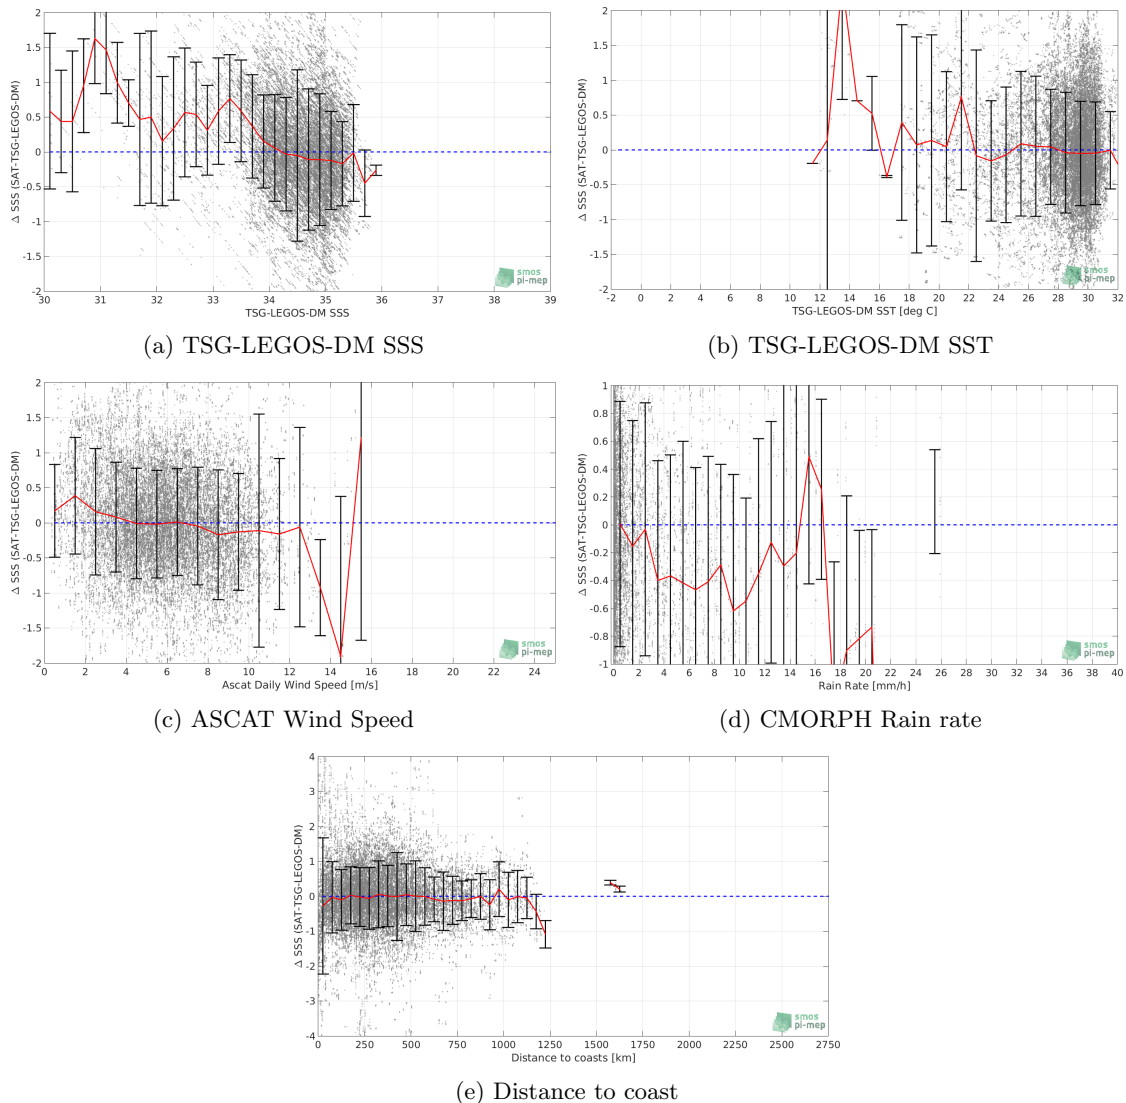 2
1.5
1
0.5
0
-0.5
-1
-1.5
-2
Δ SSS (SAT-TSG-LEGOS-DM)
30 31 32 33 34 35 36 37 38 39
TSG-LEGOS-DM SSS
smos
pi-mep
(a) TSG-LEGOS-DM SSS
2
1.5
1
0.5
0
-0.5
-1
-1.5
-2
Δ SSS (SAT-TSG-LEGOS-DM)
-2 0 2 4 6 8 10 12 14 16 18 20 22 24 26 28 30 32
TSG-LEGOS-DM SST [deg C]
smos
pi-mep
(b) TSG-LEGOS-DM SST
2
1.5
1
0.5
0
-0.5
-1
-1.5
-2
Δ SSS (SAT-TSG-LEGOS-DM)
0 2 4 6 8 10 12 14 16 18 20 22 24
Ascat Daily Wind Speed [m/s]
smos
pi-mep
(c) ASCAT Wind Speed
1
0.8
0.6
0.4
0.2
0
-0.2
-0.4
-0.6
-0.8
-1
Δ SSS (SAT-TSG-LEGOS-DM)
0 2 4 6 8 10 12 14 16 18 20 22 24 26 28 30 32 34 36 38 40
Rain Rate [mm/h]
smos
pi-mep
(d) CMORPH Rain rate
4
3
2
1
0
-1
-2
-3
-4
Δ SSS (SAT-TSG-LEGOS-DM)
0 250 500 750 1000 1250 1500 1750 2000 2250 2500 2750
Distance to coasts [km]
smos
pi-mep
(e) Distance to coast